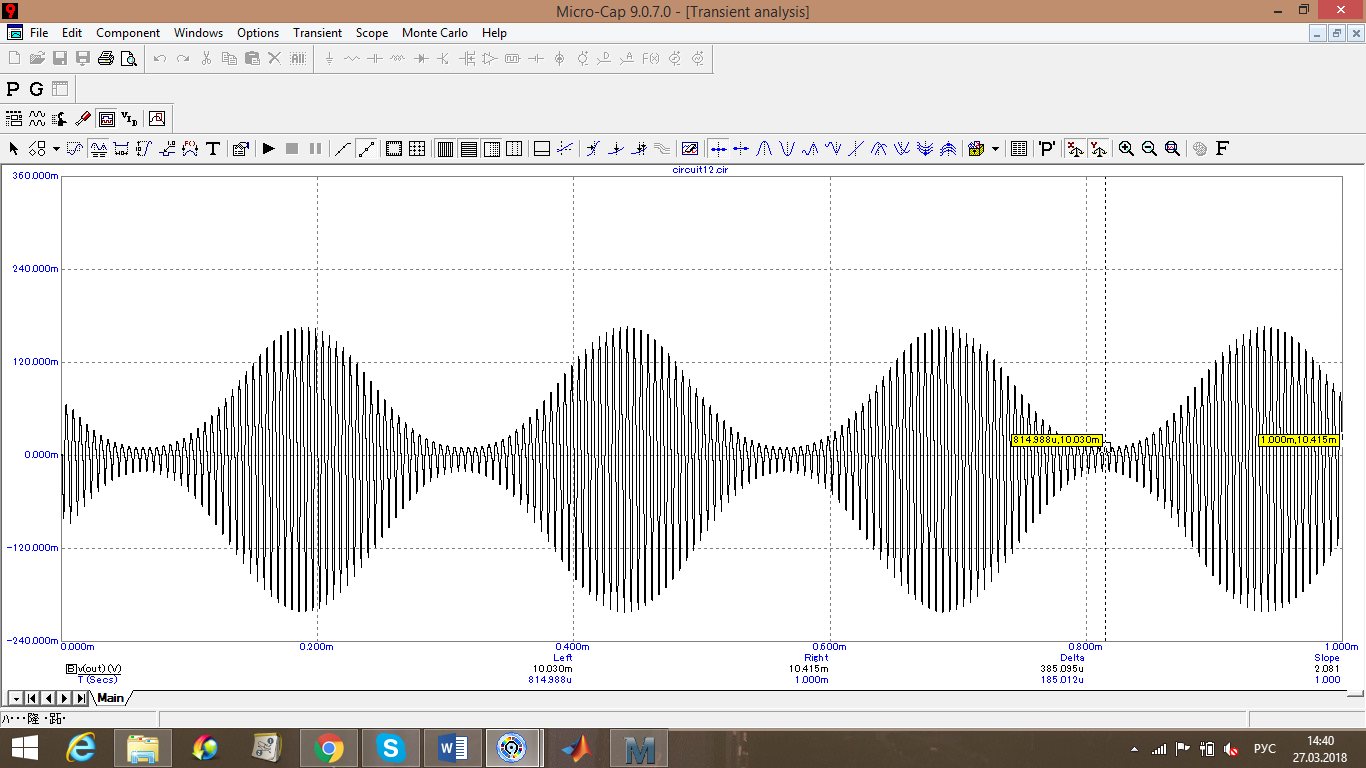 Micro-Cap 9.0.7.0 - [Transient analysis]
File Edit Component Windows Options Transient Scope Monte Carlo Help
P G
T 'P' F
circuit12.cir
360.000m
240.000m
120.000m
0.000m
-120.000m
-240.000m
814.988u,10.030m
1.000m,10.415m
0.000m 0.200m 0.400m 0.600m 0.800m 1.000m
Left Right Delta Slope
v(out) (V) 10.030m 10.415m 385.095u 2.081
T (Secs) 814.988u 1.000m 185.012u 1.000
Main
РУС
14:40
27.03.2018